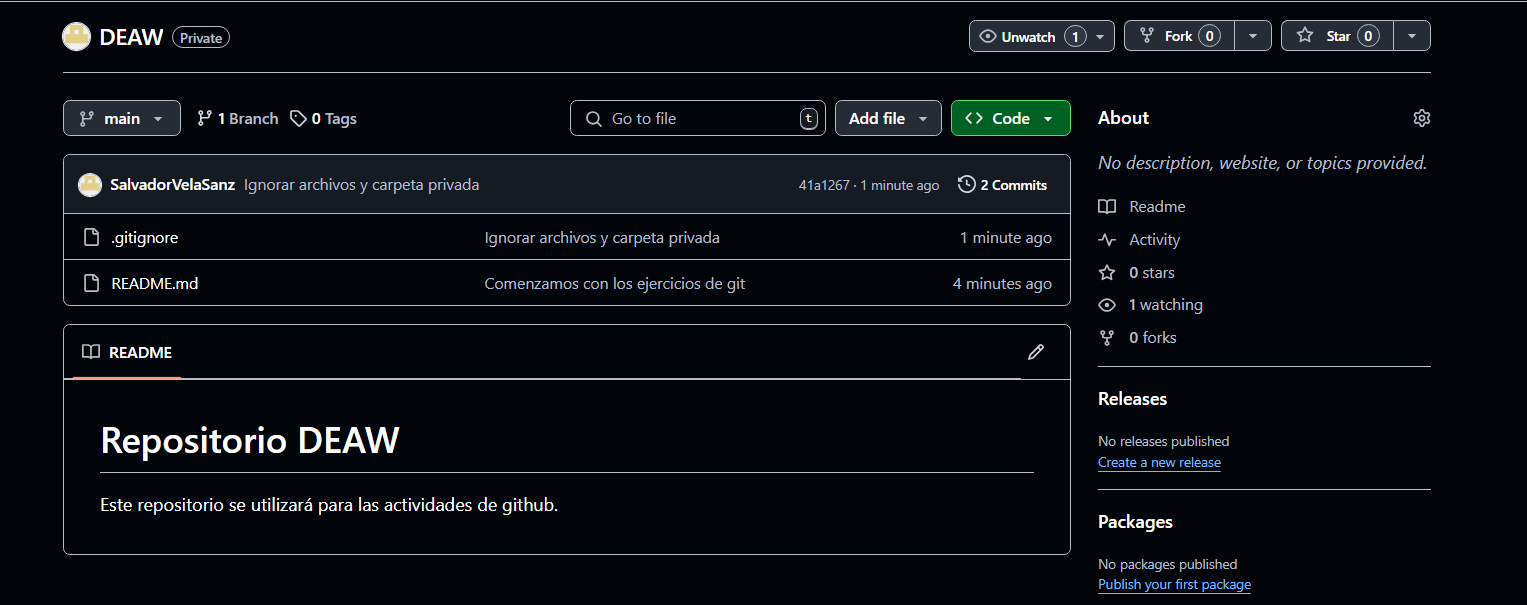 DEAW Private Unwatch 1 Fork 0 Star 0
main 1 Branch 0 Tags Go to file t Add file Code
SalvadorVelaSanz Ignorar archivos y carpeta privada 41a1267 · 1 minute ago 2 Commits
.gitignore Ignorar archivos y carpeta privada 1 minute ago
README.md Comenzamos con los ejercicios de git 4 minutes ago
README
Repositorio DEAW
Este repositorio se utilizará para las actividades de github.
About
No description, website, or topics provided.
Readme
Activity
0 stars
1 watching
0 forks
Releases
No releases published
Create a new release
Packages
No packages published
Publish your first package